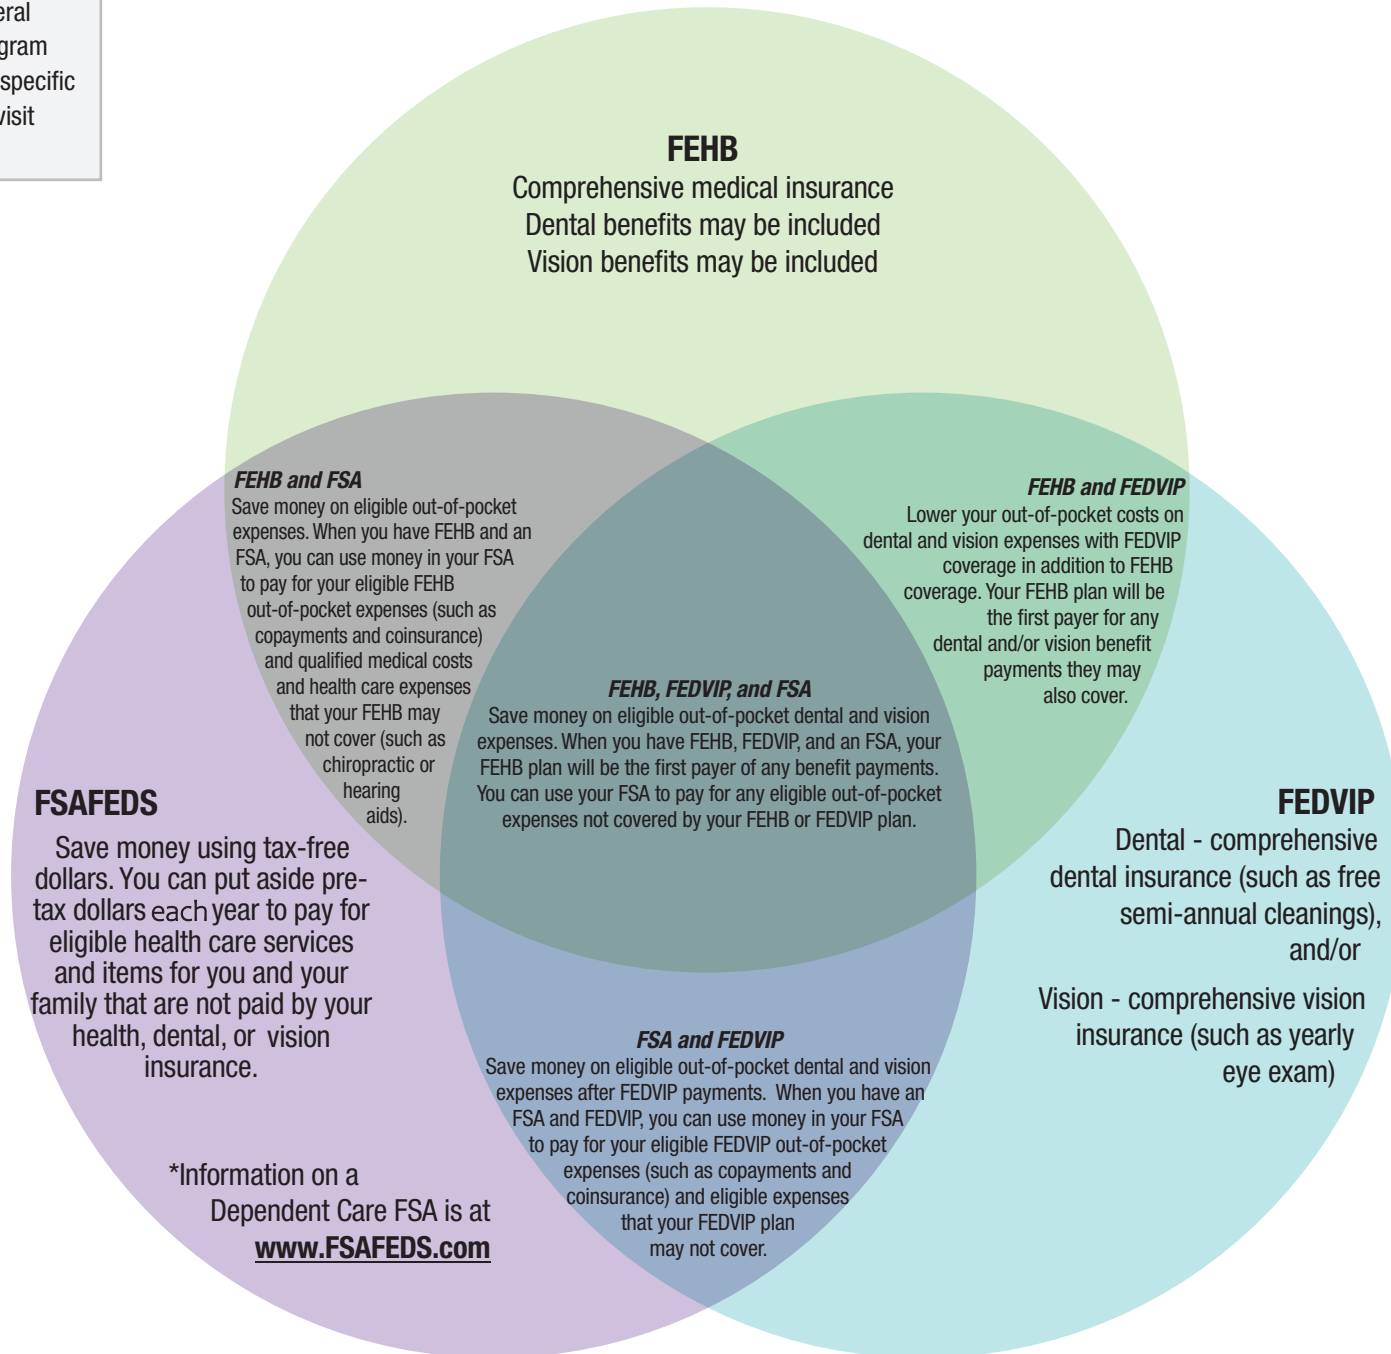 eral
gram
specific
visit
FEHB
Comprehensive medical insurance
Dental benefits may be included
Vision benefits may be included
FEHB and FSA
Save money on eligible out-of-pocket
expenses. When you have FEHB and an
FSA, you can use money in your FSA
to pay for your eligible FEHB
out-of-pocket expenses (such as
copayments and coinsurance)
and qualified medical costs
and health care expenses
that your FEHB may
not cover (such as
chiropractic or
hearing
aids).
FEHB and FEDVIP
Lower your out-of-pocket costs on
dental and vision expenses with FEDVIP
coverage in addition to FEHB
coverage. Your FEHB plan will be
the first payer for any
dental and/or vision benefit
payments they may
also cover.
FEHB, FEDVIP, and FSA
Save money on eligible out-of-pocket dental and vision
expenses. When you have FEHB, FEDVIP, and an FSA, your
FEHB plan will be the first payer of any benefit payments.
You can use your FSA to pay for any eligible out-of-pocket
expenses not covered by your FEHB or FEDVIP plan.
FSAFEDS
Save money using tax-free
dollars. You can put aside pre-
tax dollars each year to pay for
eligible health care services
and items for you and your
family that are not paid by your
health, dental, or vision
insurance.
*Information on a
Dependent Care FSA is at
www.FSAFEDS.com
FEDVIP
Dental - comprehensive
dental insurance (such as free
semi-annual cleanings),
and/or
Vision - comprehensive vision
insurance (such as yearly
eye exam)
FSA and FEDVIP
Save money on eligible out-of-pocket dental and vision
expenses after FEDVIP payments. When you have an
FSA and FEDVIP, you can use money in your FSA
to pay for your eligible FEDVIP out-of-pocket
expenses (such as copayments and
coinsurance) and eligible expenses
that your FEDVIP plan
may not cover.